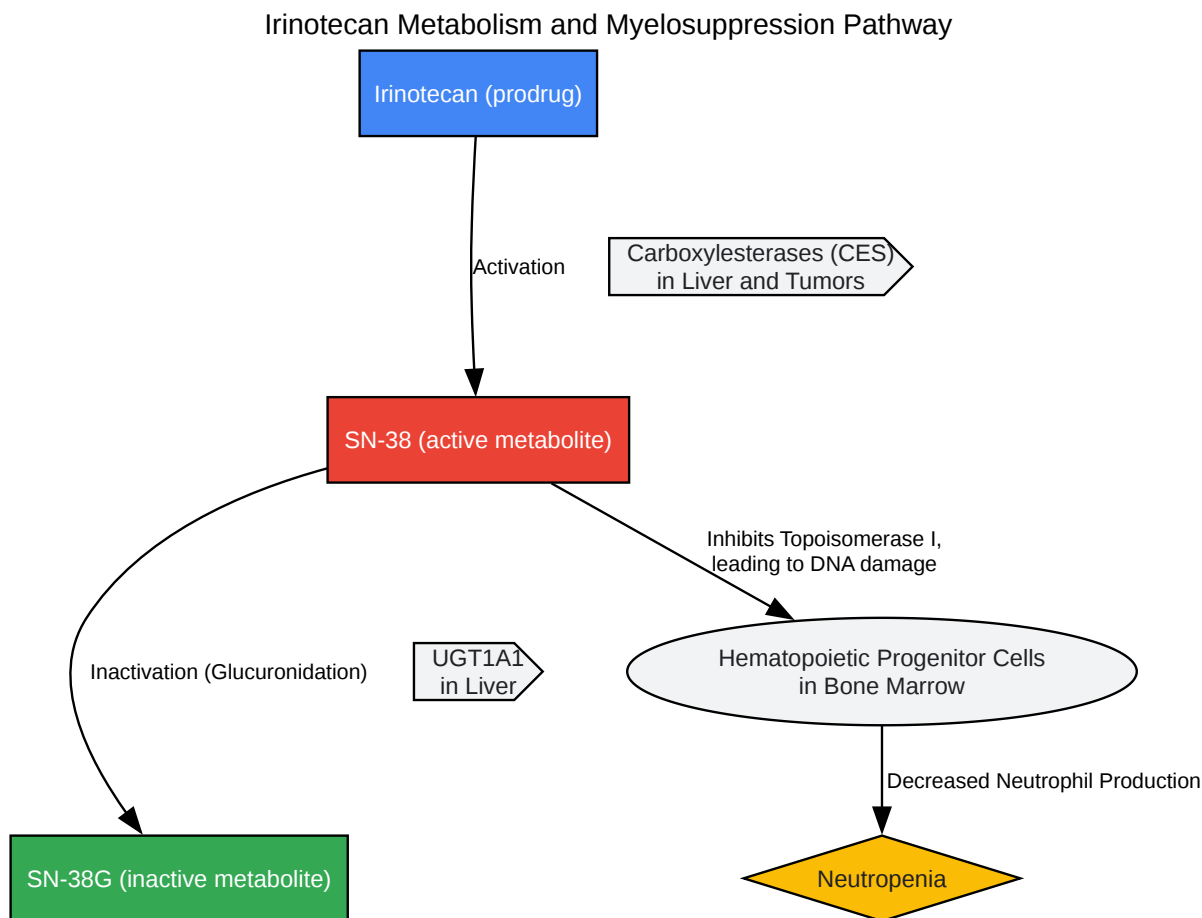 Irinotecan Metabolism and Myelosuppression Pathway
Irinotecan (prodrug)
Activation
Carboxylesterases (CES)
in Liver and Tumors
SN-38 (active metabolite)
Inhibits Topoisomerase I,
leading to DNA damage
Inactivation (Glucuronidation)
UGT1A1
in Liver
Hematopoietic Progenitor Cells
in Bone Marrow
Decreased Neutrophil Production
SN-38G (inactive metabolite)
Neutropenia